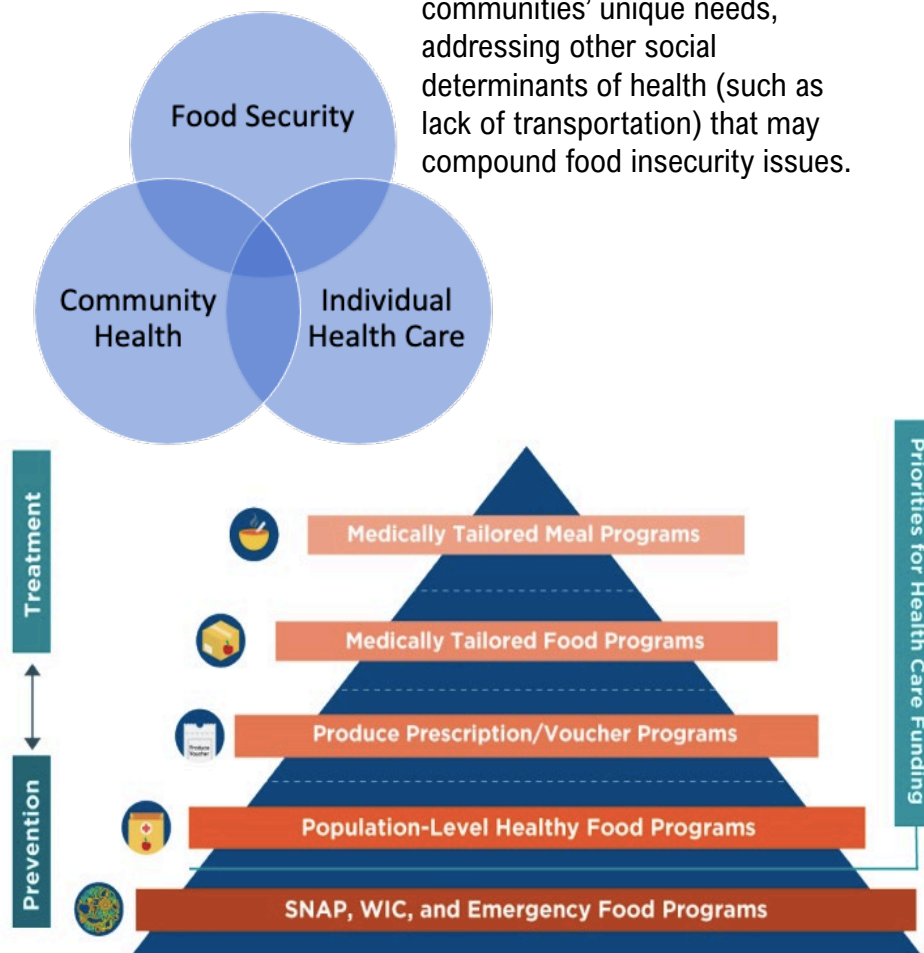 communities’ unique needs,
addressing other social
determinants of health (such as
lack of transportation) that may
compound food insecurity issues.
Food Security
Community
Health
Individual
Health Care
Treatment
Prevention
Priorities for Health Care Funding
Medically Tailored Meal Programs
Medically Tailored Food Programs
Produce
Voucher
Produce Prescription/Voucher Programs
Population-Level Healthy Food Programs
SNAP, WIC, and Emergency Food Programs